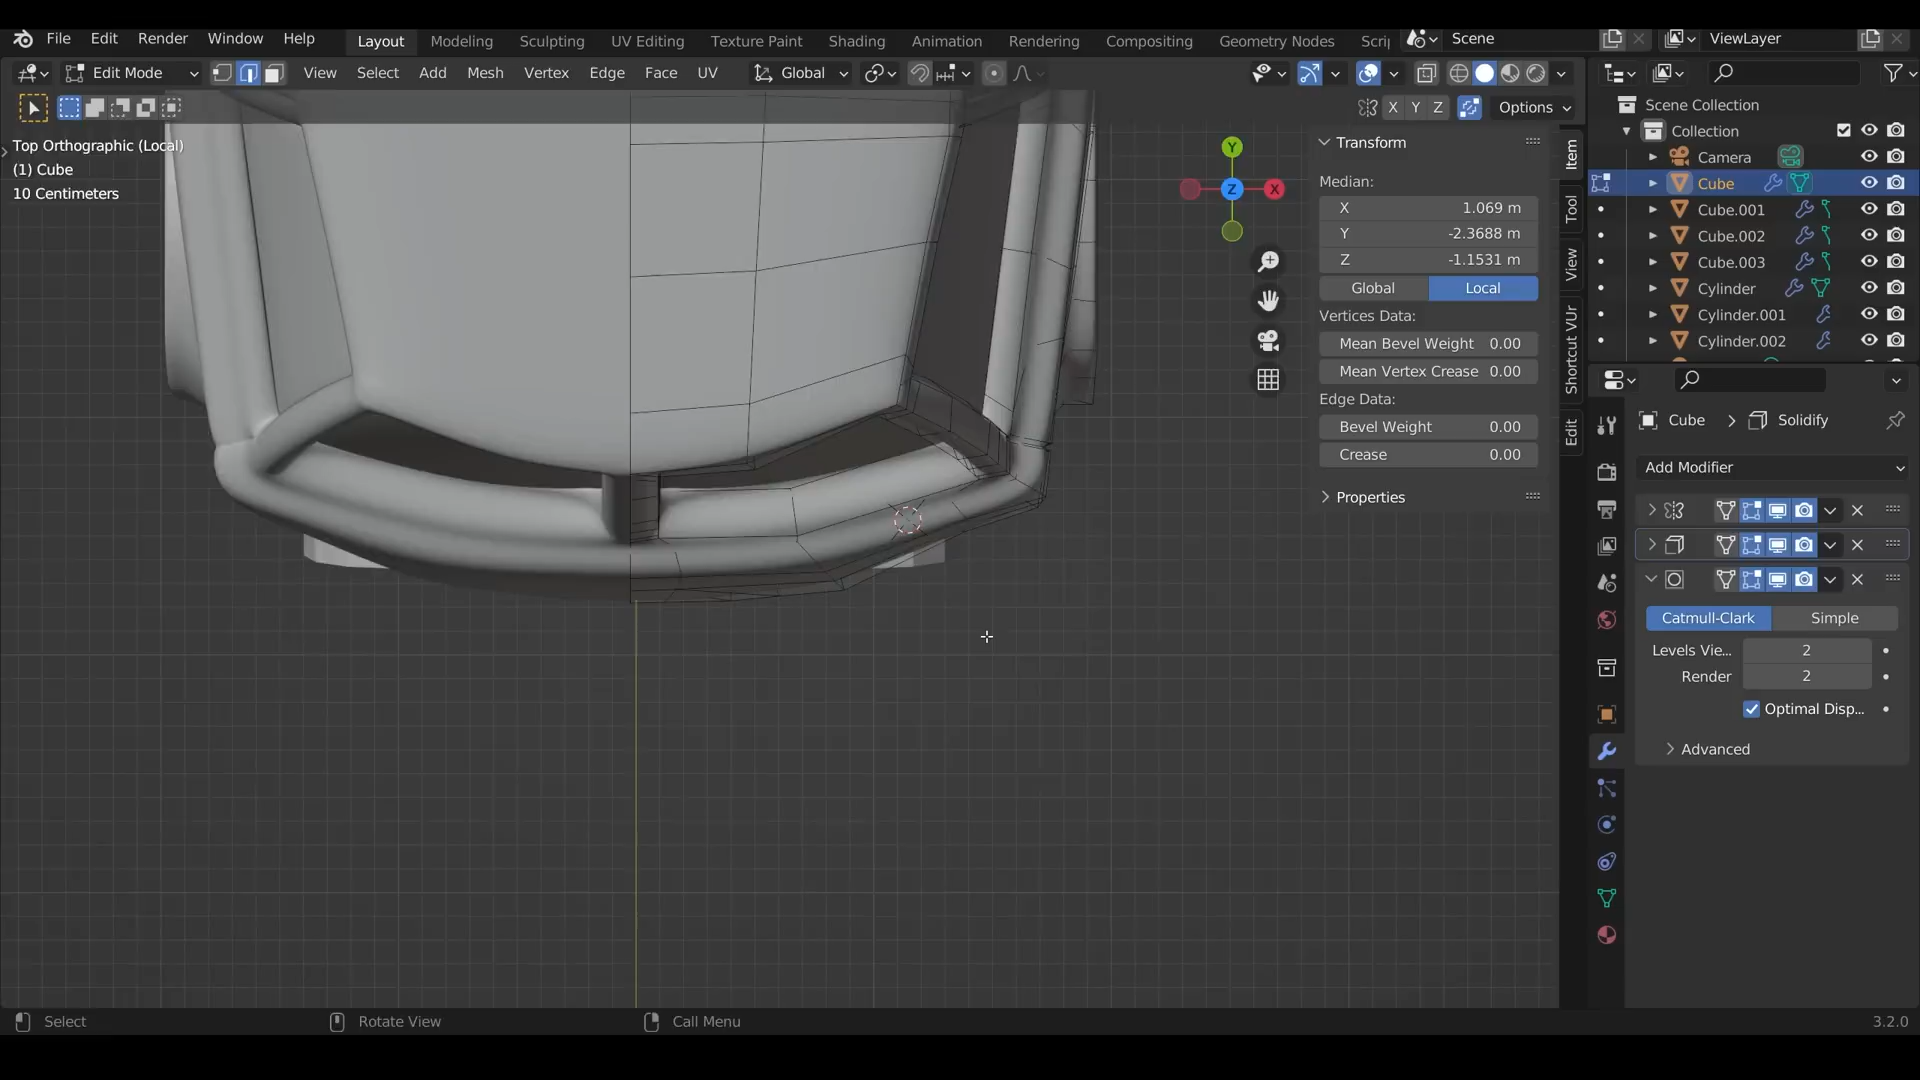 File Edit Render Window Help Layout Modeling Sculpting UV Editing Texture Paint Shading Animation Rendering Compositing Geometry Nodes Scrip Scene ViewLayer
Edit Mode View Select Add Mesh Vertex Edge Face UV Global
X Y Z Options
Top Orthographic (Local)
(1) Cube
10 Centimeters
Y
Z
X
Transform
Median:
X 1.069 m
Y -2.3688 m
Z -1.1531 m
Global Local
Vertices Data:
Mean Bevel Weight 0.00
Mean Vertex Crease 0.00
Edge Data:
Bevel Weight 0.00
Crease 0.00
Properties
Item
Tool
View
Shortcut VUr
Edit
Scene Collection
Collection
Camera
Cube
Cube.001
Cube.002
Cube.003
Cylinder
Cylinder.001
Cylinder.002
Cube Solidify
Add Modifier
Catmull-Clark Simple
Levels Vie... 2
Render 2
Optimal Disp...
Advanced
Select Rotate View Call Menu 3.2.0